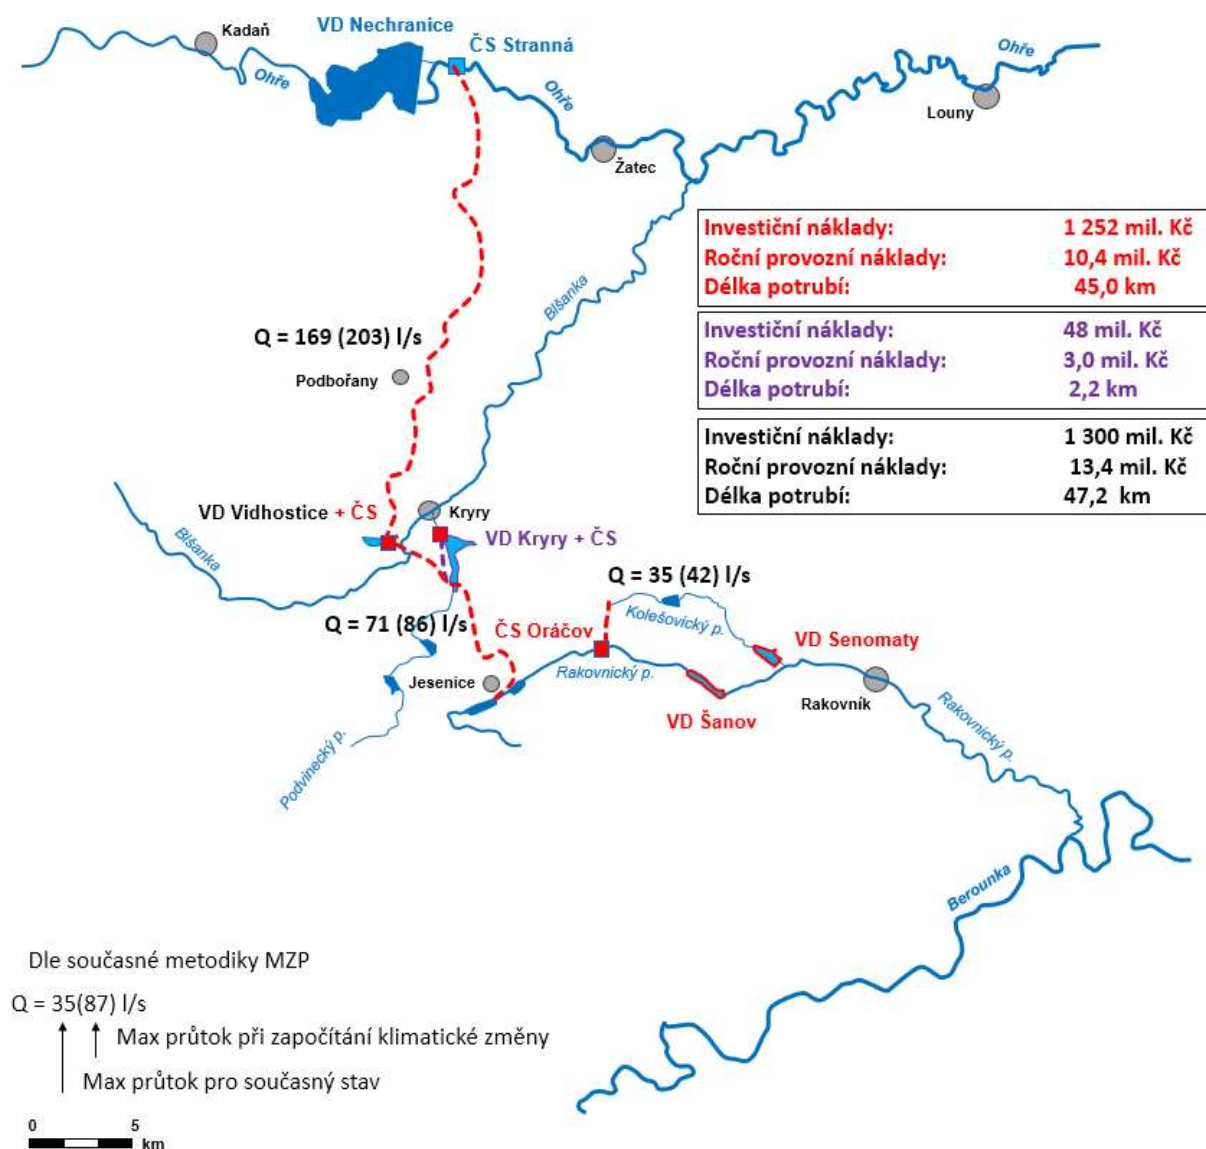 VD Nechranice
Kadaň
ČS Stranná
Ohře
Ohře
Ohře
Louny
Žatec
Investiční náklady: 1 252 mil. Kč
Roční provozní náklady: 10,4 mil. Kč
Délka potrubí: 45,0 km
Blšanka
Q = 169 (203) l/s
Investiční náklady: 48 mil. Kč
Roční provozní náklady: 3,0 mil. Kč
Délka potrubí: 2,2 km
Podbořany
Investiční náklady: 1 300 mil. Kč
Roční provozní náklady: 13,4 mil. Kč
Délka potrubí: 47,2 km
VD Vidhostice + ČS
Kryry
VD Kryry + ČS
Blšanka
Q = 35 (42) l/s
Kolešovický p.
Q = 71 (86) l/s
ČS Oráčov
VD Senomaty
Rakovnický p.
Jesenice
VD Šanov
Rakovník
Rakovnický p.
Podvinecký p.
Berounka
Dle současné metodiky MZP
Q = 35(87) l/s
Max průtok při započítání klimatické změny
Max průtok pro současný stav
0 5
km